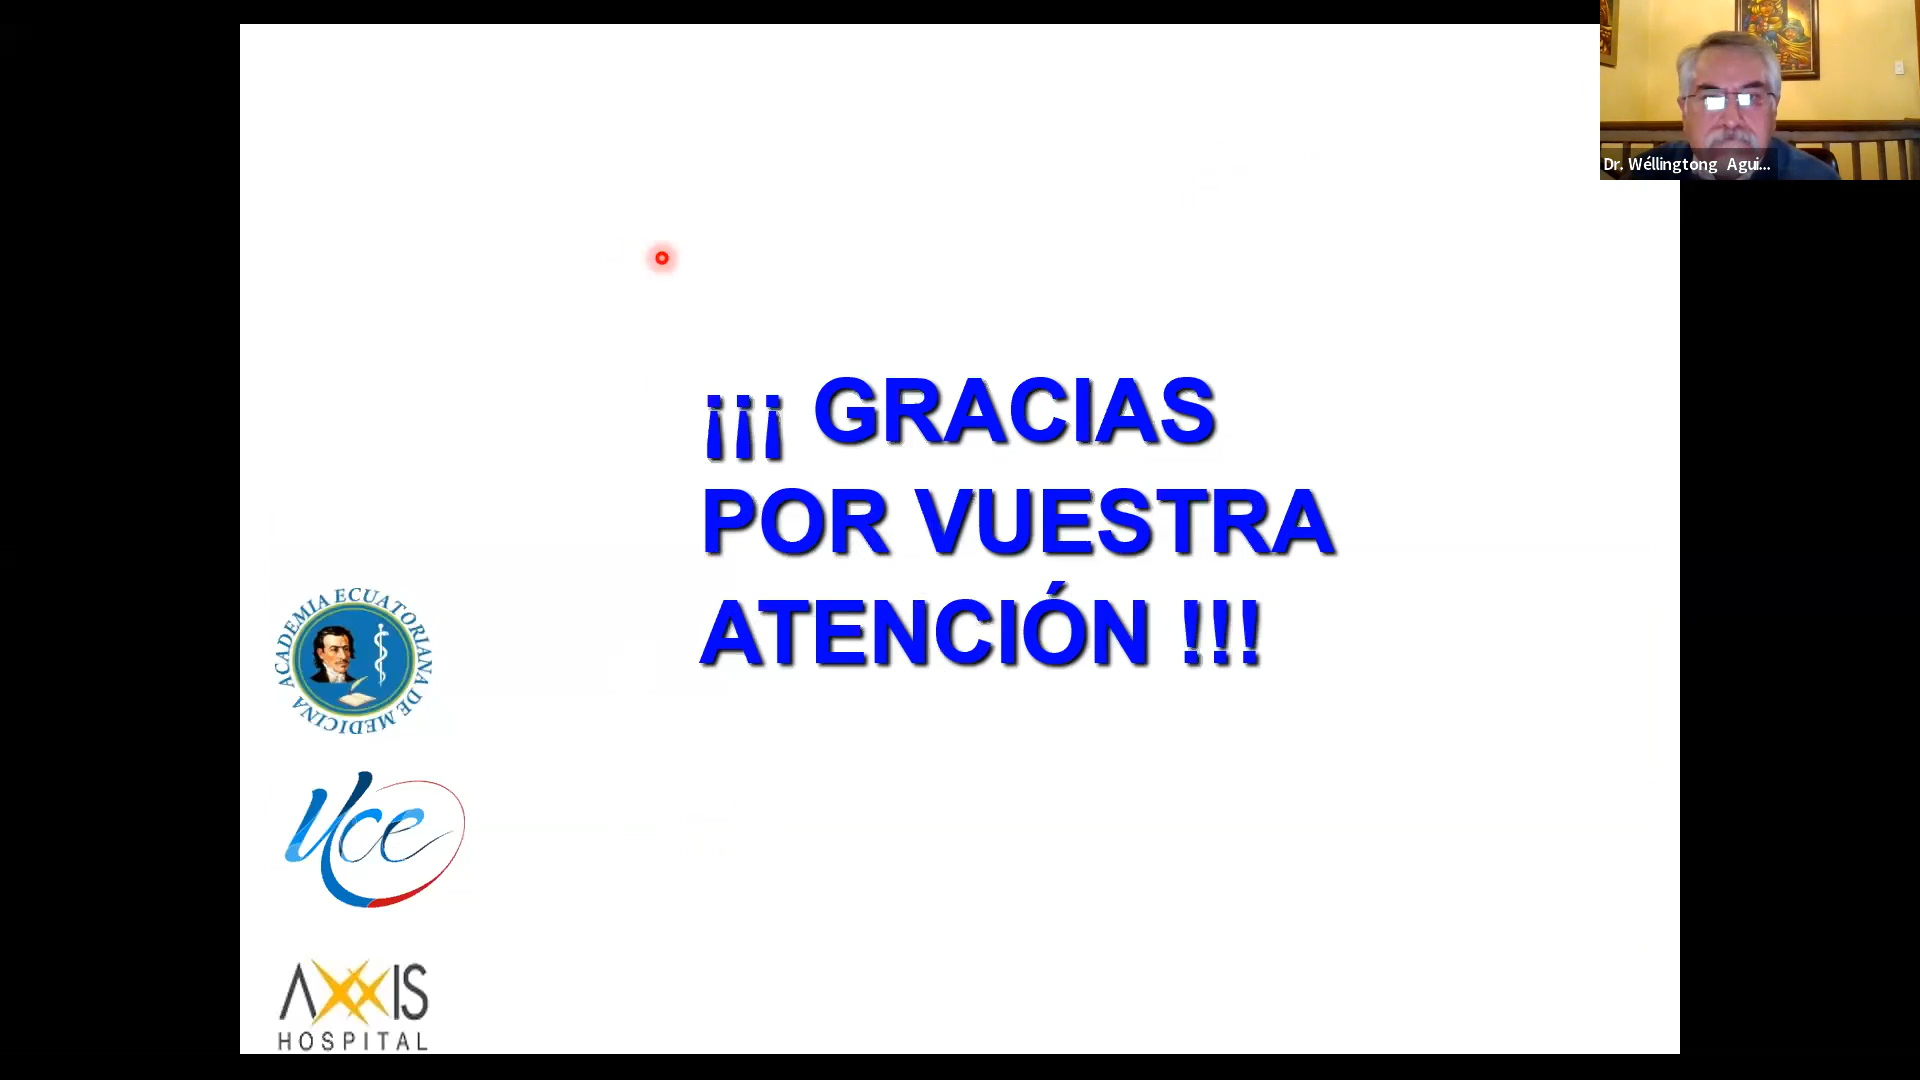 Dr. Wéllingtong Agui...
¡¡¡ GRACIAS
POR VUESTRA
ATENCIÓN !!!
ACADEMIA ECUATORIANA DE MEDICINA
Uce
AXXIS
HOSPITAL